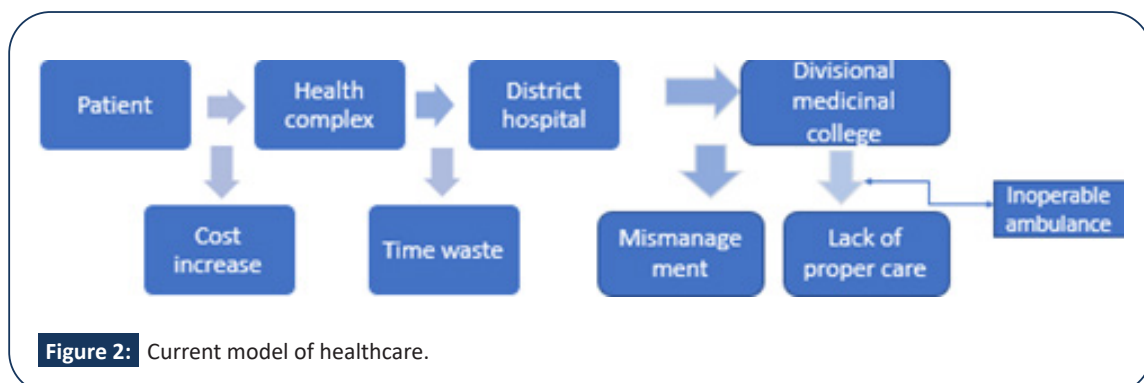 Patient
Health
complex
District
hospital
Divisional
medicinal
college
Cost
increase
Time waste
Mismanage
ment
Lack of
proper care
Inoperable
ambulance
Figure 2: Current model of healthcare.